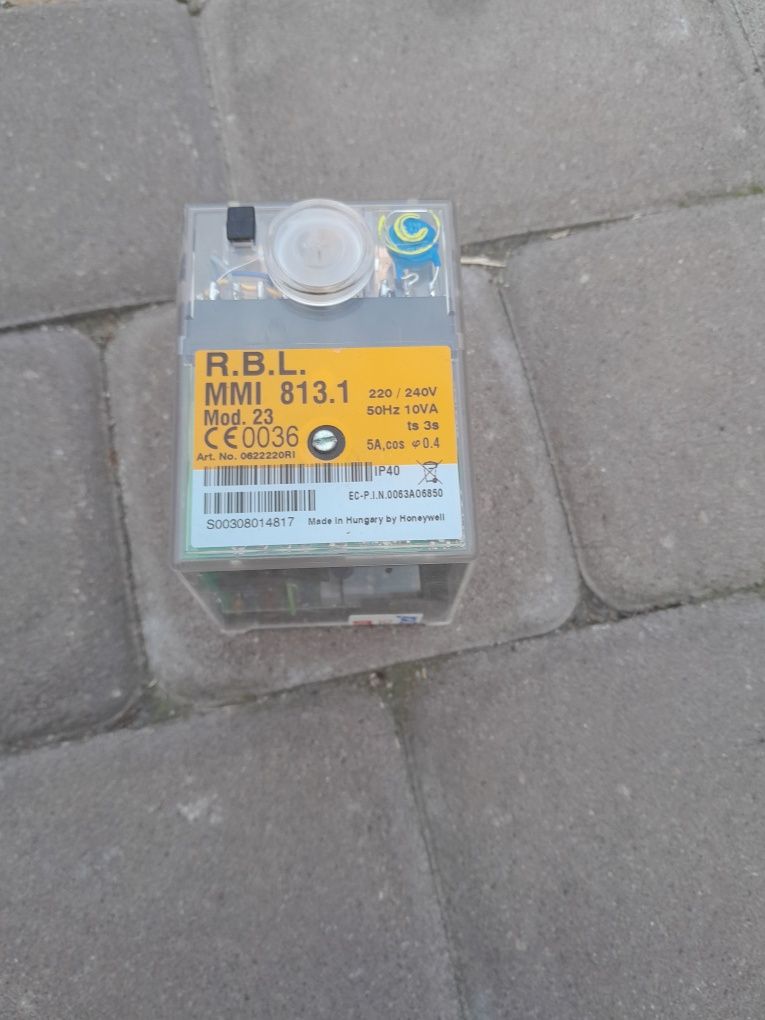 R.B.L.
MMI 813.1
Mod. 23
CE0036
Art. No. 0622220RI
220 / 240V
50Hz 10VA
ts 3s
5A,cos φ0.4
IP40
EC-P.I.N.0063A06850
S00308014817 Made in Hungary by Honeywell